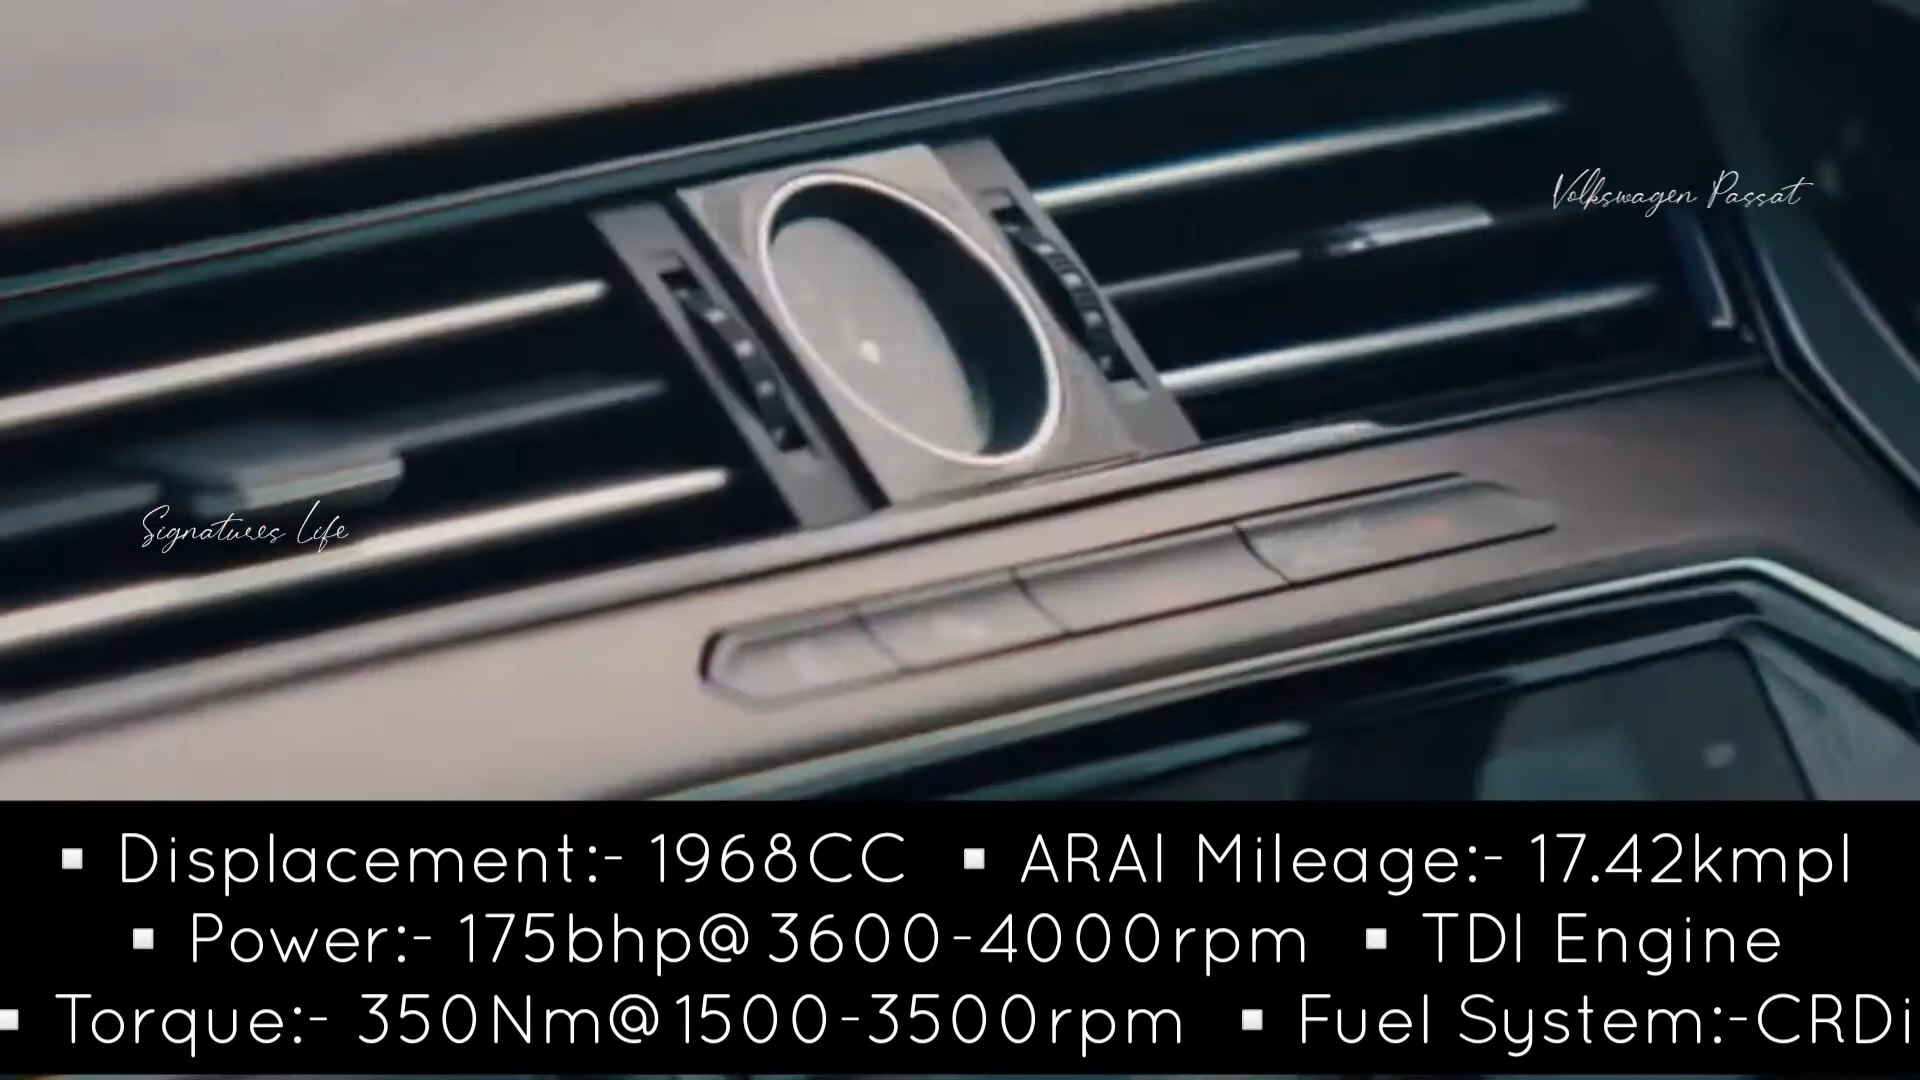 Volkswagen Passat
Signatures Life
▫ Displacement:- 1968CC ▫ ARAI Mileage:- 17.42kmpl
▫ Power:- 175bhp@3600-4000rpm ▫ TDI Engine
▫ Torque:- 350Nm@1500-3500rpm ▫ Fuel System:-CRDi